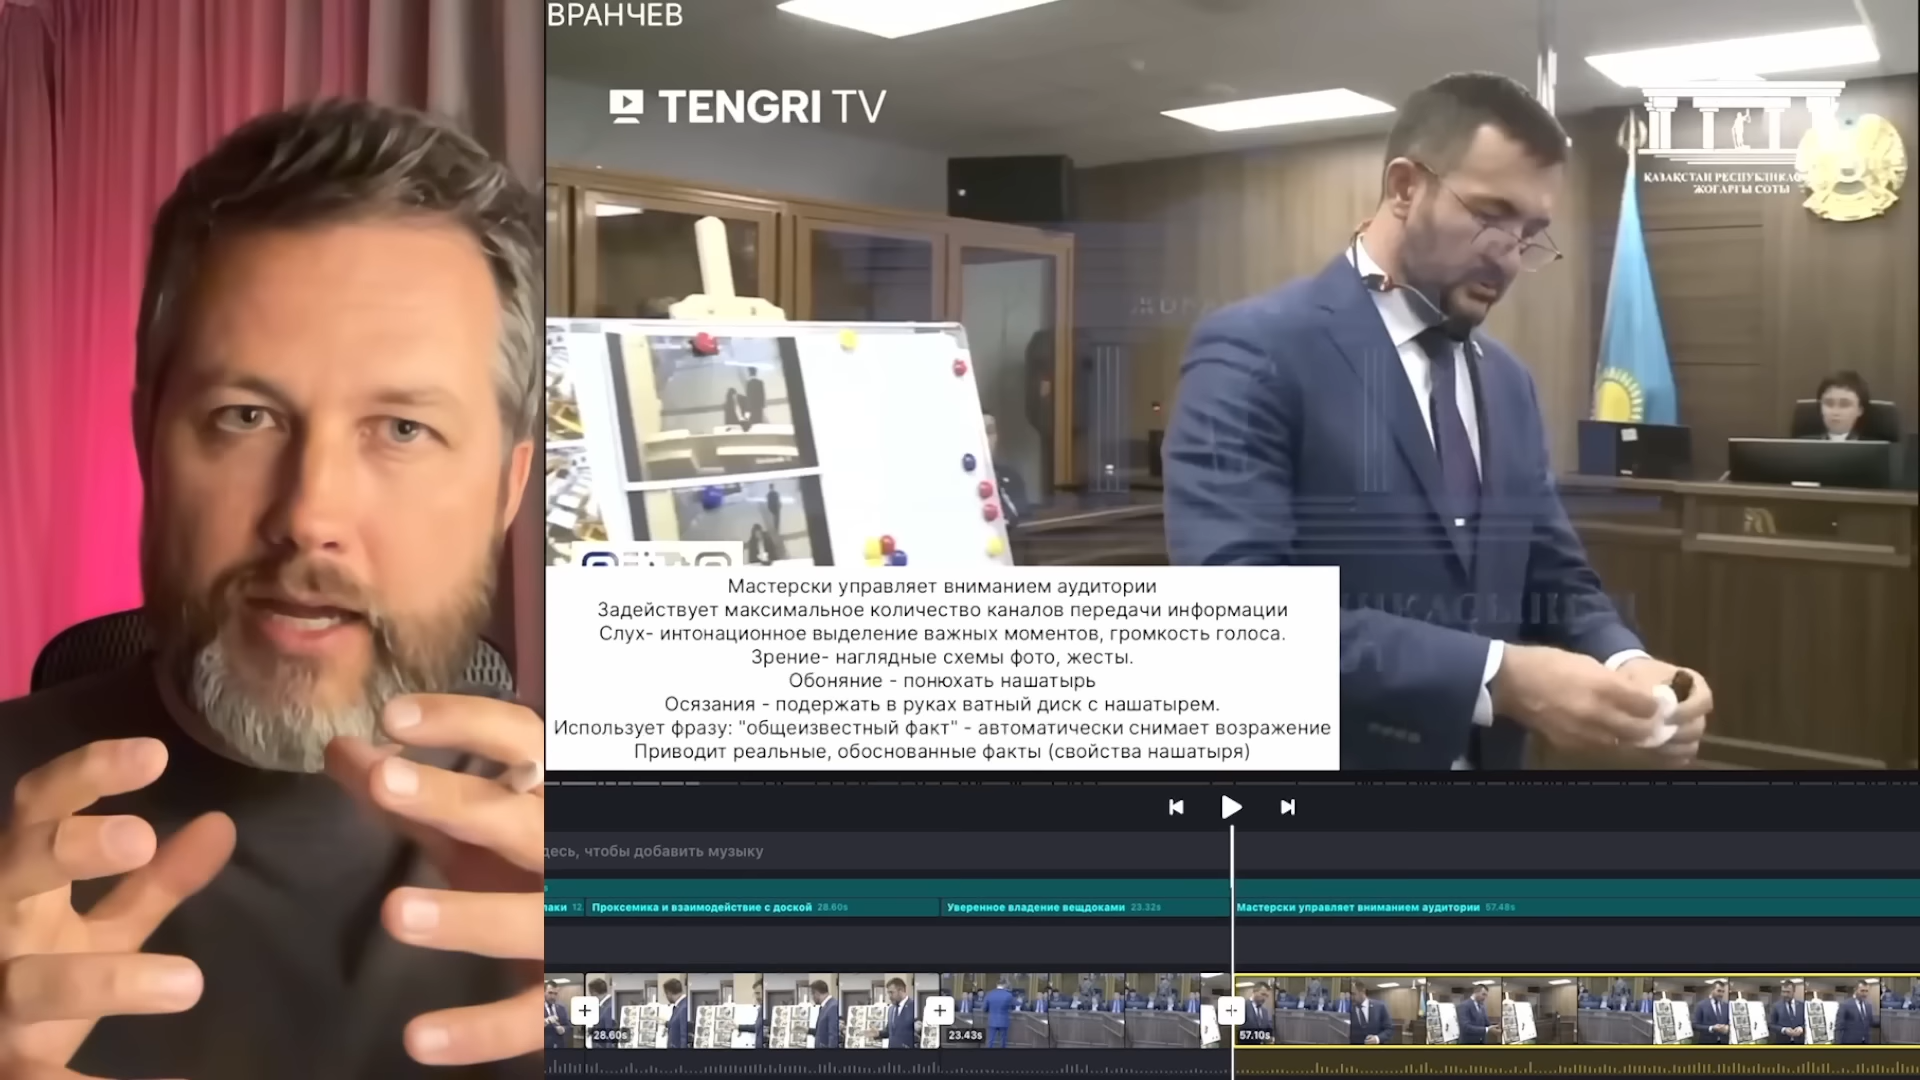 ВРАНЧЕВ
TENGRI TV
ҚАЗАҚСТАН РЕСПУБЛИКАС
ЖОҒАРҒЫ СОТЫ
Мастерски управляет вниманием аудитории
Задействует максимальное количество каналов передачи информации
Слух- интонационное выделение важных моментов, громкость голоса.
Зрение- наглядные схемы фото, жесты.
Обоняние - понюхать нашатырь
Осязания - подержать в руках ватный диск с нашатырем.
Использует фразу: "общеизвестный факт" - автоматически снимает возражение
Приводит реальные, обоснованные факты (свойства нашатыря)
десь, чтобы добавить музыку
лаки 12
Проксемика и взаимодействие с доской 28.60s
Уверенное владение вещдоками 23.32s
Мастерски управляет вниманием аудитории 57.48s
28.60s
23.43s
57.10s